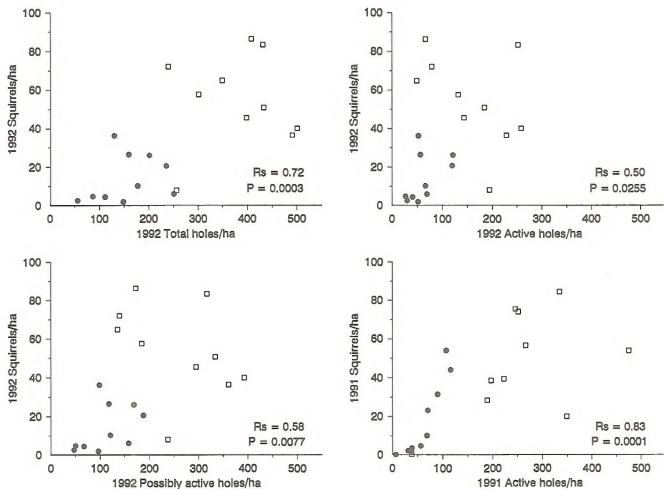 100
80
60
40
20
0
1992 Squirrels/ha
Rs = 0.72
P = 0.0003
0 100 200 300 400 500
1992 Total holes/ha
100
80
60
40
20
0
1992 Squirrels/ha
Rs = 0.50
P = 0.0255
0 100 200 300 400 500
1992 Active holes/ha
100
80
60
40
20
0
1992 Squirrels/ha
Rs = 0.58
P = 0.0077
0 100 200 300 400 500
1992 Possibly active holes/ha
100
80
60
40
20
0
1991 Squirrels/ha
Rs = 0.83
P = 0.0001
0 100 200 300 400 500
1991 Active holes/ha